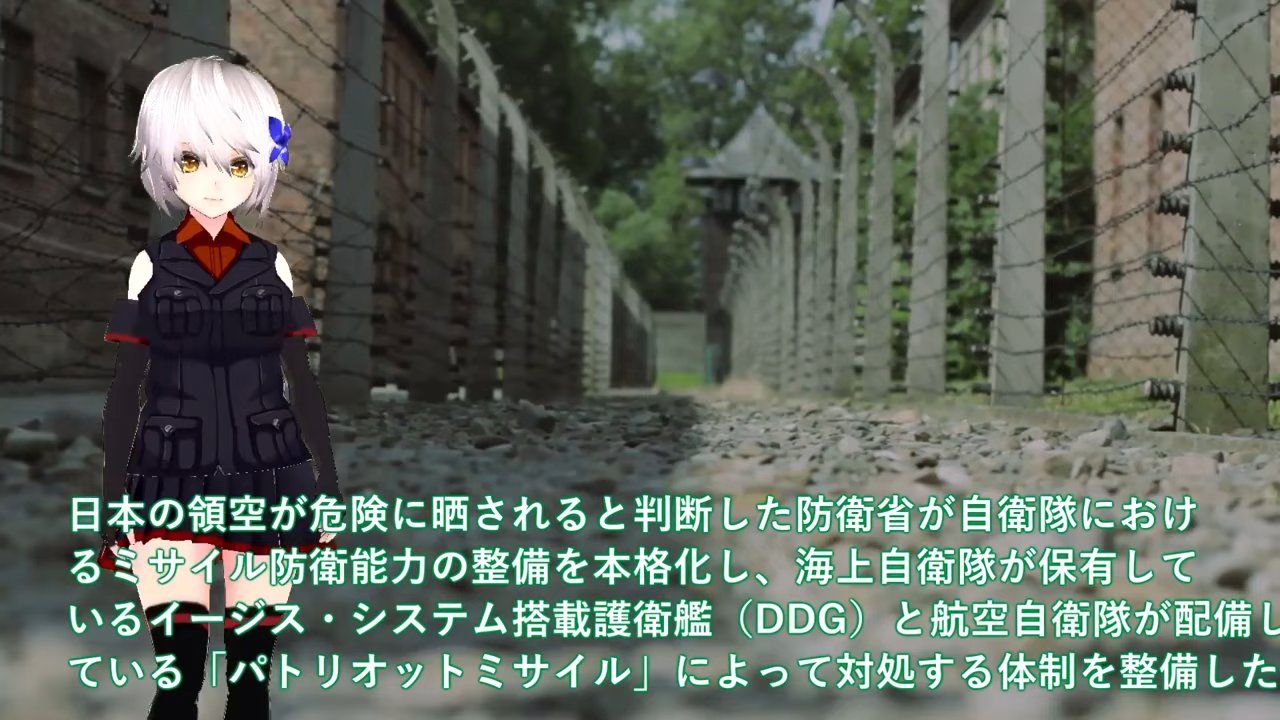 日本の領空が危険に晒されると判断した防衛省が自衛隊におけ
るミサイル防衛能力の整備を本格化し、海上自衛隊が保有して
いるイージス・システム搭載護衛艦（DDG）と航空自衛隊が配備し
ている「パトリオットミサイル」によって対処する体制を整備した